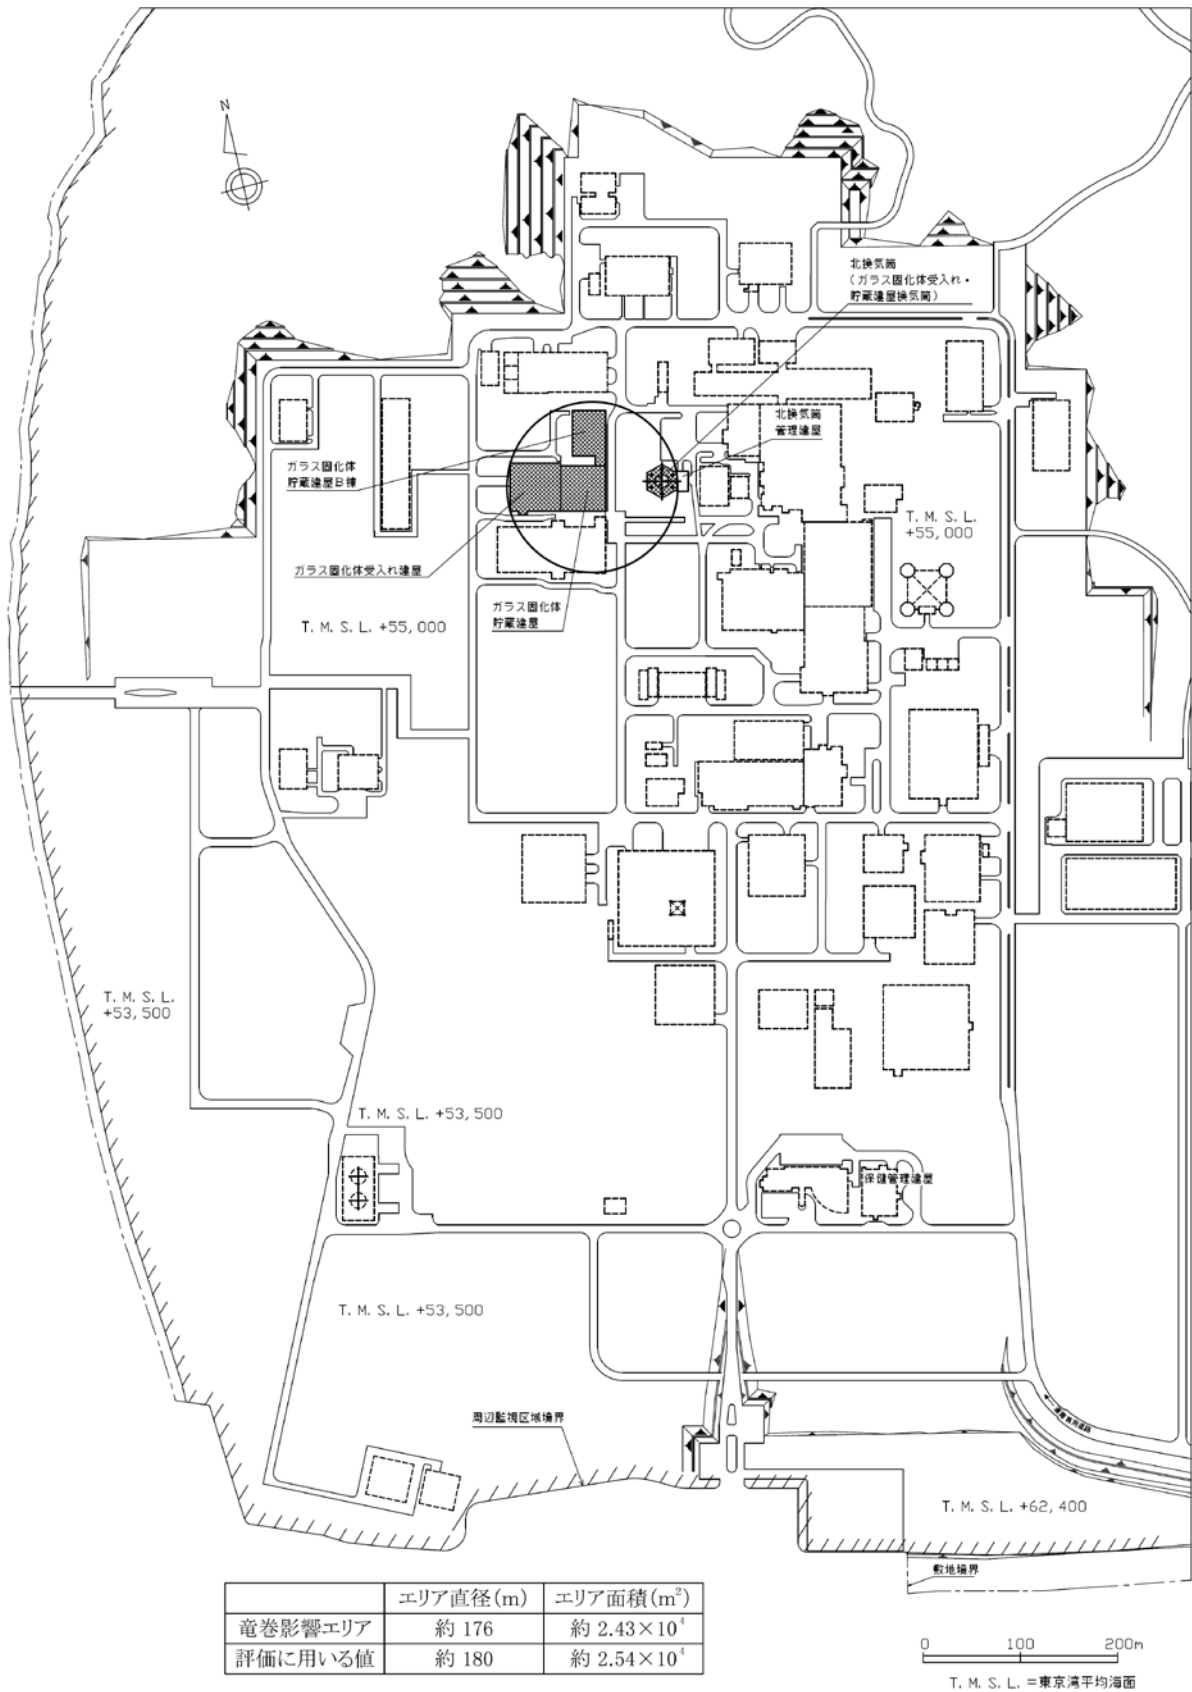 N
北換気筒
(ガラス固化体受入れ・
貯蔵建屋換気筒)
北換気筒
管理建屋
ガラス固化体
貯蔵建屋B棟
T. M. S. L.
+55,000
ガラス固化体受入れ建屋
ガラス固化体
貯蔵建屋
T. M. S. L. +55,000
T. M. S. L.
+53,500
T. M. S. L. +53,500
保健管理建屋
T. M. S. L. +53,500
周辺監視区域境界
T. M. S. L. +62,400
敷地境界
エリア直径(m) エリア面積(m²)
竜巻影響エリア 約 176 約 2.43×10⁴
評価に用いる値 約 180 約 2.54×10⁴
0 100 200m
T. M. S. L. =東京湾平均海面